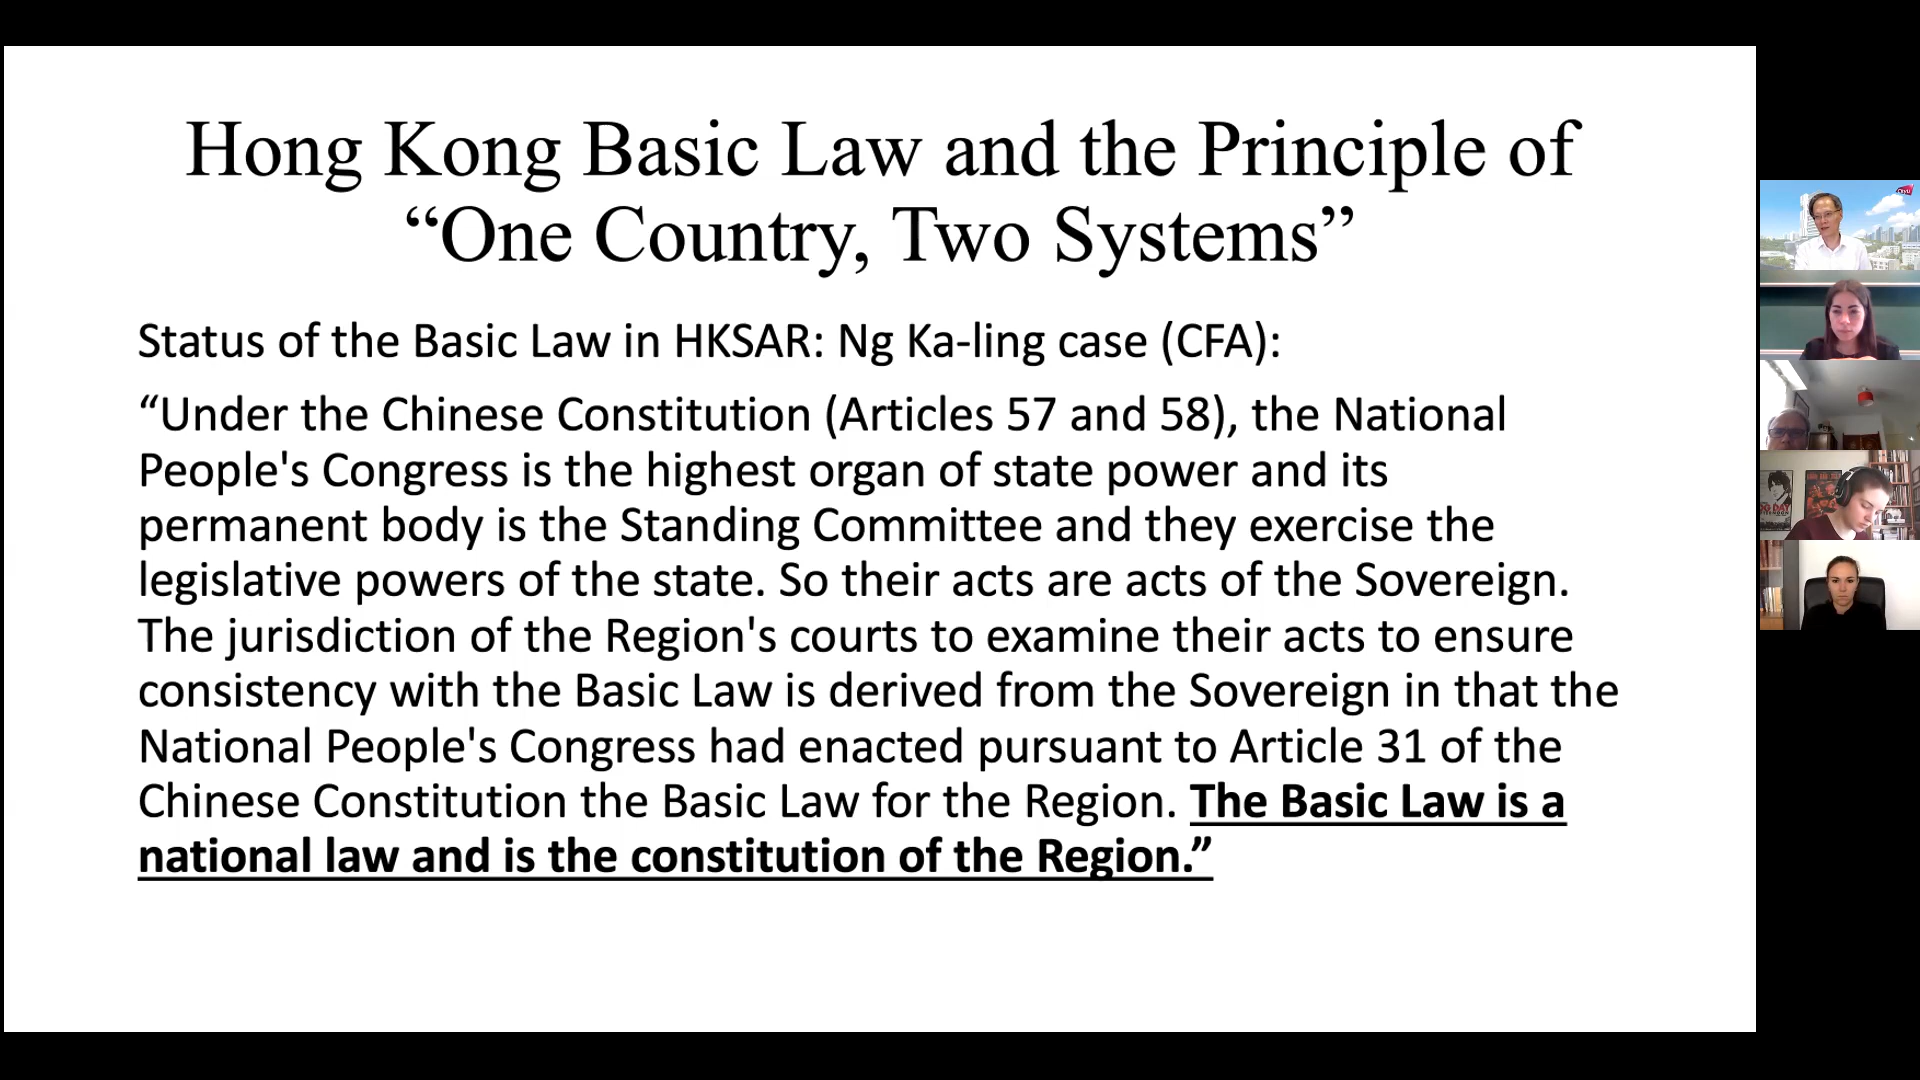 Hong Kong Basic Law and the Principle of
“One Country, Two Systems”
Status of the Basic Law in HKSAR: Ng Ka-ling case (CFA):
“Under the Chinese Constitution (Articles 57 and 58), the National
People's Congress is the highest organ of state power and its
permanent body is the Standing Committee and they exercise the
legislative powers of the state. So their acts are acts of the Sovereign.
The jurisdiction of the Region's courts to examine their acts to ensure
consistency with the Basic Law is derived from the Sovereign in that the
National People's Congress had enacted pursuant to Article 31 of the
Chinese Constitution the Basic Law for the Region. The Basic Law is a
national law and is the constitution of the Region.”
CityU